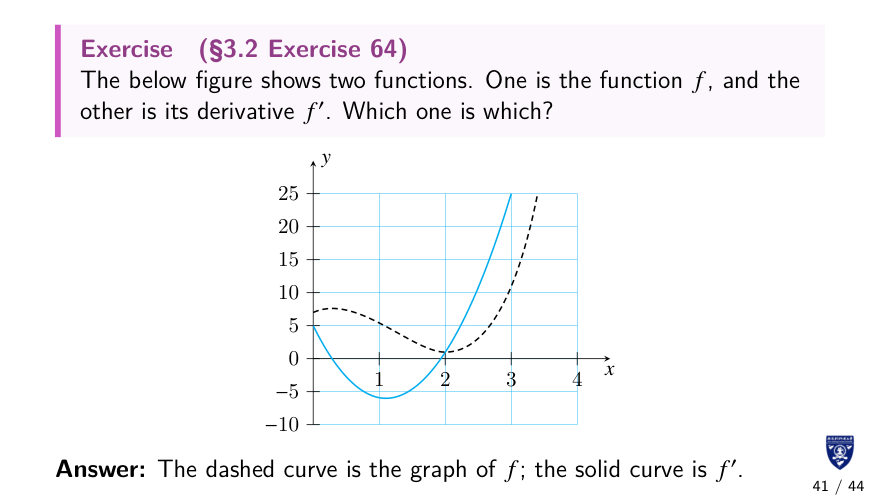 Exercise (§3.2 Exercise 64)
The below figure shows two functions. One is the function f, and the
other is its derivative f′. Which one is which?
y
25
20
15
10
5
0
−5
−10
1 2 3 4 x
Answer: The dashed curve is the graph of f; the solid curve is f′.
41 / 44